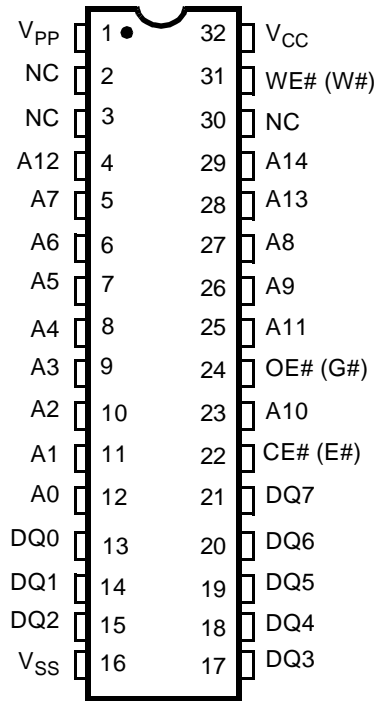 VPP 1 32 VCC
NC 2 31 WE# (W#)
NC 3 30 NC
A12 4 29 A14
A7 5 28 A13
A6 6 27 A8
A5 7 26 A9
A4 8 25 A11
A3 9 24 OE# (G#)
A2 10 23 A10
A1 11 22 CE# (E#)
A0 12 21 DQ7
DQ0 13 20 DQ6
DQ1 14 19 DQ5
DQ2 15 18 DQ4
VSS 16 17 DQ3